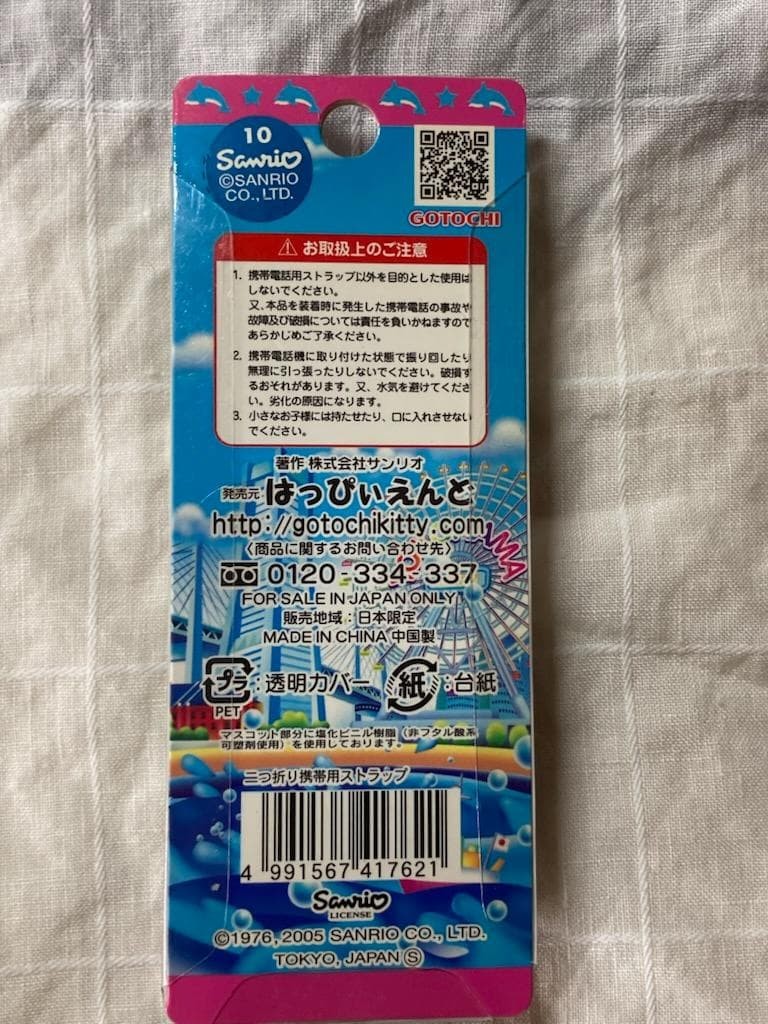 10
Sanrio
©SANRIO
CO., LTD.
GOTOCHI
⚠ お取扱上のご注意
1. 携帯電話用ストラップ以外を目的とした使用は
しないでください。
又、本品を装着時に発生した携帯電話の事故や
故障及び破損については責任を負いかねますので
あらかじめご了承ください。
2. 携帯電話機に取り付けた状態で振り回したり
無理に引っ張ったりしないでください。破損す
るおそれがあります。又、水気を避けてくださ
い。劣化の原因になります。
3. 小さなお子様には持たせたり、口に入れさせない
でください。
著作 株式会社サンリオ
発売元 はっぴぃえんど
http://gotochikitty.com
〈商品に関するお問い合わせ先〉
0120-334-337
FOR SALE IN JAPAN ONLY
販売地域：日本限定
MADE IN CHINA 中国製
プラ：透明カバー 紙：台紙
PET
マスコット部分に塩化ビニル樹脂（非フタル酸系
可塑剤使用）を使用しております。
二つ折り携帯用ストラップ
4 991567 417621
Sanrio
LICENSE
©1976, 2005 SANRIO CO., LTD.
TOKYO, JAPAN Ⓢ